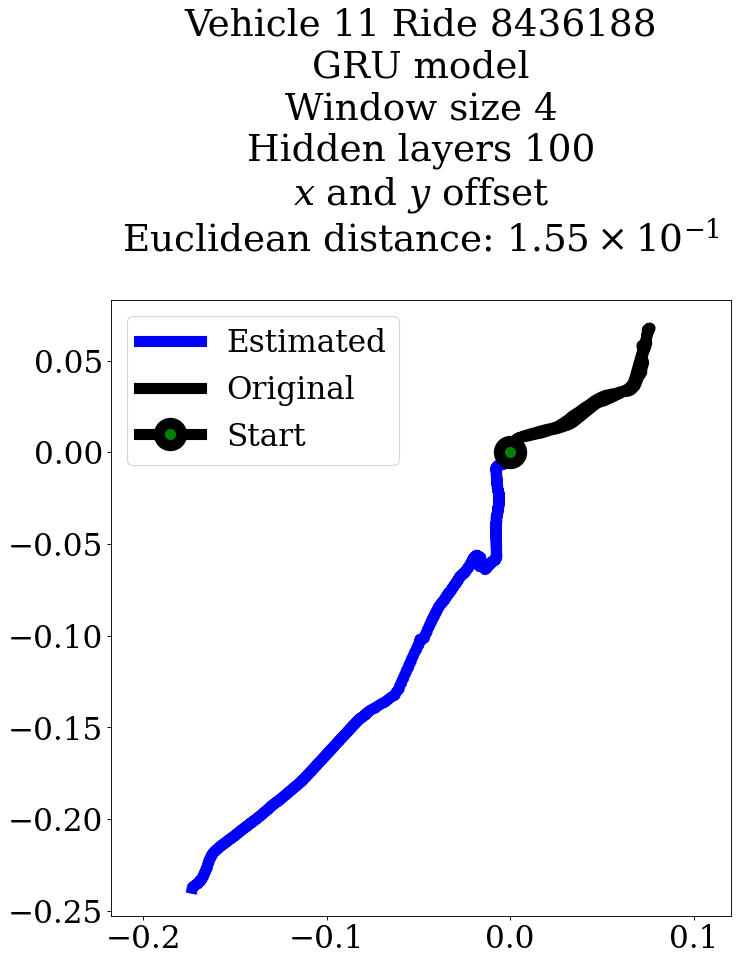 Vehicle 11 Ride 8436188
GRU model
Window size 4
Hidden layers 100
x and y offset
Euclidean distance: 1.55 × 10⁻¹
Estimated
Original
Start
0.05
0.00
−0.05
−0.10
−0.15
−0.20
−0.25
−0.2 −0.1 0.0 0.1